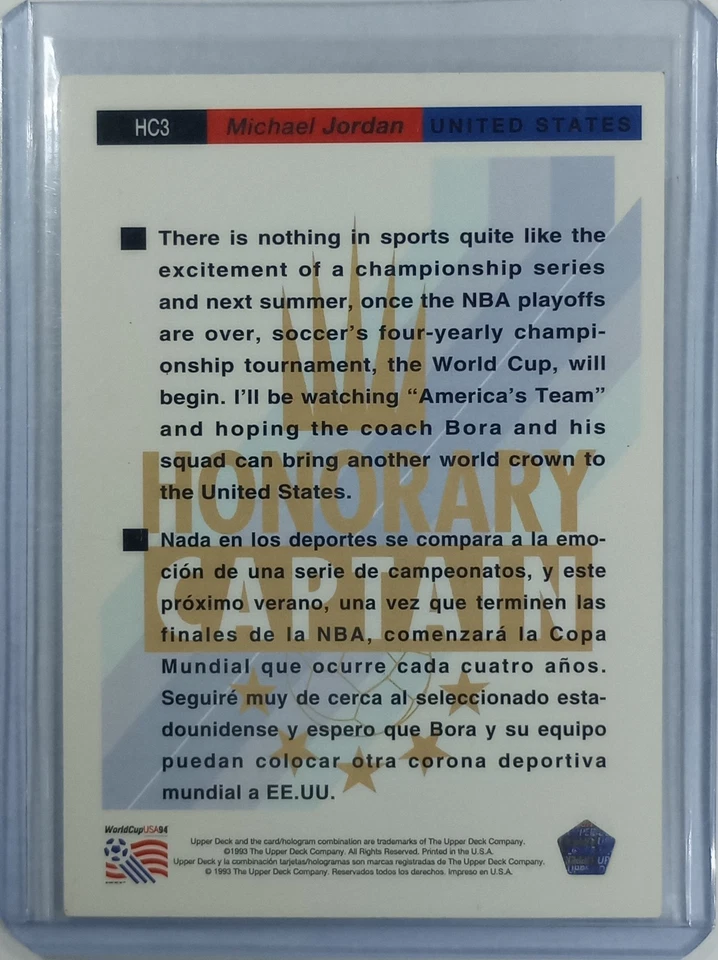 HC3 Michael Jordan UNITED STATES
There is nothing in sports quite like the
excitement of a championship series
and next summer, once the NBA playoffs
are over, soccer's four-yearly champi-
onship tournament, the World Cup, will
begin. I'll be watching “America's Team”
and hoping the coach Bora and his
squad can bring another world crown to
the United States.
HONORARY
CAPTAIN
Nada en los deportes se compara a la emo-
ción de una serie de campeonatos, y este
próximo verano, una vez que terminen las
finales de la NBA, comenzará la Copa
Mundial que ocurre cada cuatro años.
Seguiré muy de cerca al seleccionado esta-
dounidense y espero que Bora y su equipo
puedan colocar otra corona deportiva
mundial a EE.UU.
WorldCupUSA94
Upper Deck and the card/hologram combination are trademarks of The Upper Deck Company.
©1993 The Upper Deck Company. All Rights Reserved. Printed in the U.S.A.
Upper Deck y la combinación tarjetas/hologramas son marcas registradas de The Upper Deck Company.
© 1993 The Upper Deck Company. Reservados todos los derechos. Impreso en U.S.A.